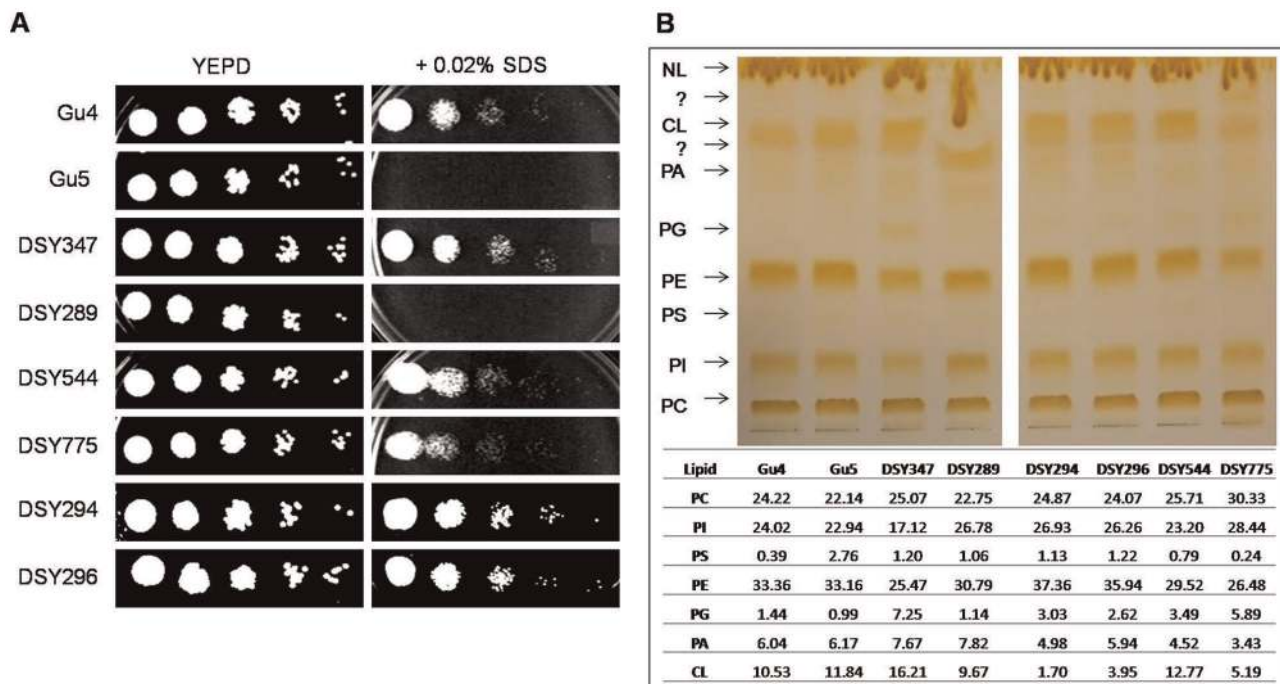 A
YEPD
+ 0.02% SDS
Gu4
Gu5
DSY347
DSY289
DSY544
DSY775
DSY294
DSY296
B
NL →
? →
CL →
? →
PA →
PG →
PE →
PS →
PI →
PC →
Lipid Gu4 Gu5 DSY347 DSY289 DSY294 DSY296 DSY544 DSY775
PC 24.22 22.14 25.07 22.75 24.87 24.07 25.71 30.33
PI 24.02 22.94 17.12 26.78 26.93 26.26 23.20 28.44
PS 0.39 2.76 1.20 1.06 1.13 1.22 0.79 0.24
PE 33.36 33.16 25.47 30.79 37.36 35.94 29.52 26.48
PG 1.44 0.99 7.25 1.14 3.03 2.62 3.49 5.89
PA 6.04 6.17 7.67 7.82 4.98 5.94 4.52 3.43
CL 10.53 11.84 16.21 9.67 1.70 3.95 12.77 5.19